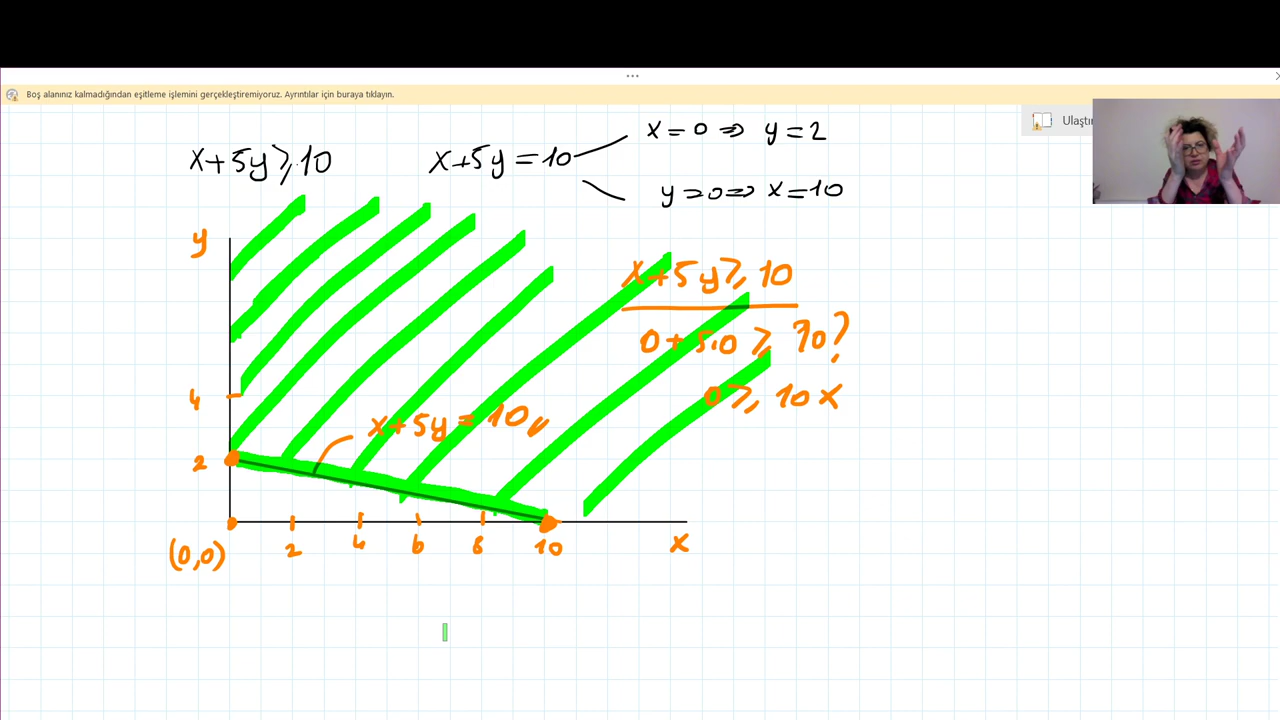 Boş alanınız kalmadığından eşitleme işlemini gerçekleştiremiyoruz. Ayrıntılar için buraya tıklayın.
Ulaştır
x+5y⩾10
x+5y=10
x=0 ⇒ y=2
y=0 ⇒ x=10
y
x+5y⩾10
0+5.0 ⩾ 10?
0⩾10 x
4
x+5y=10
2
(0,0)
2 4 6 8 10 x